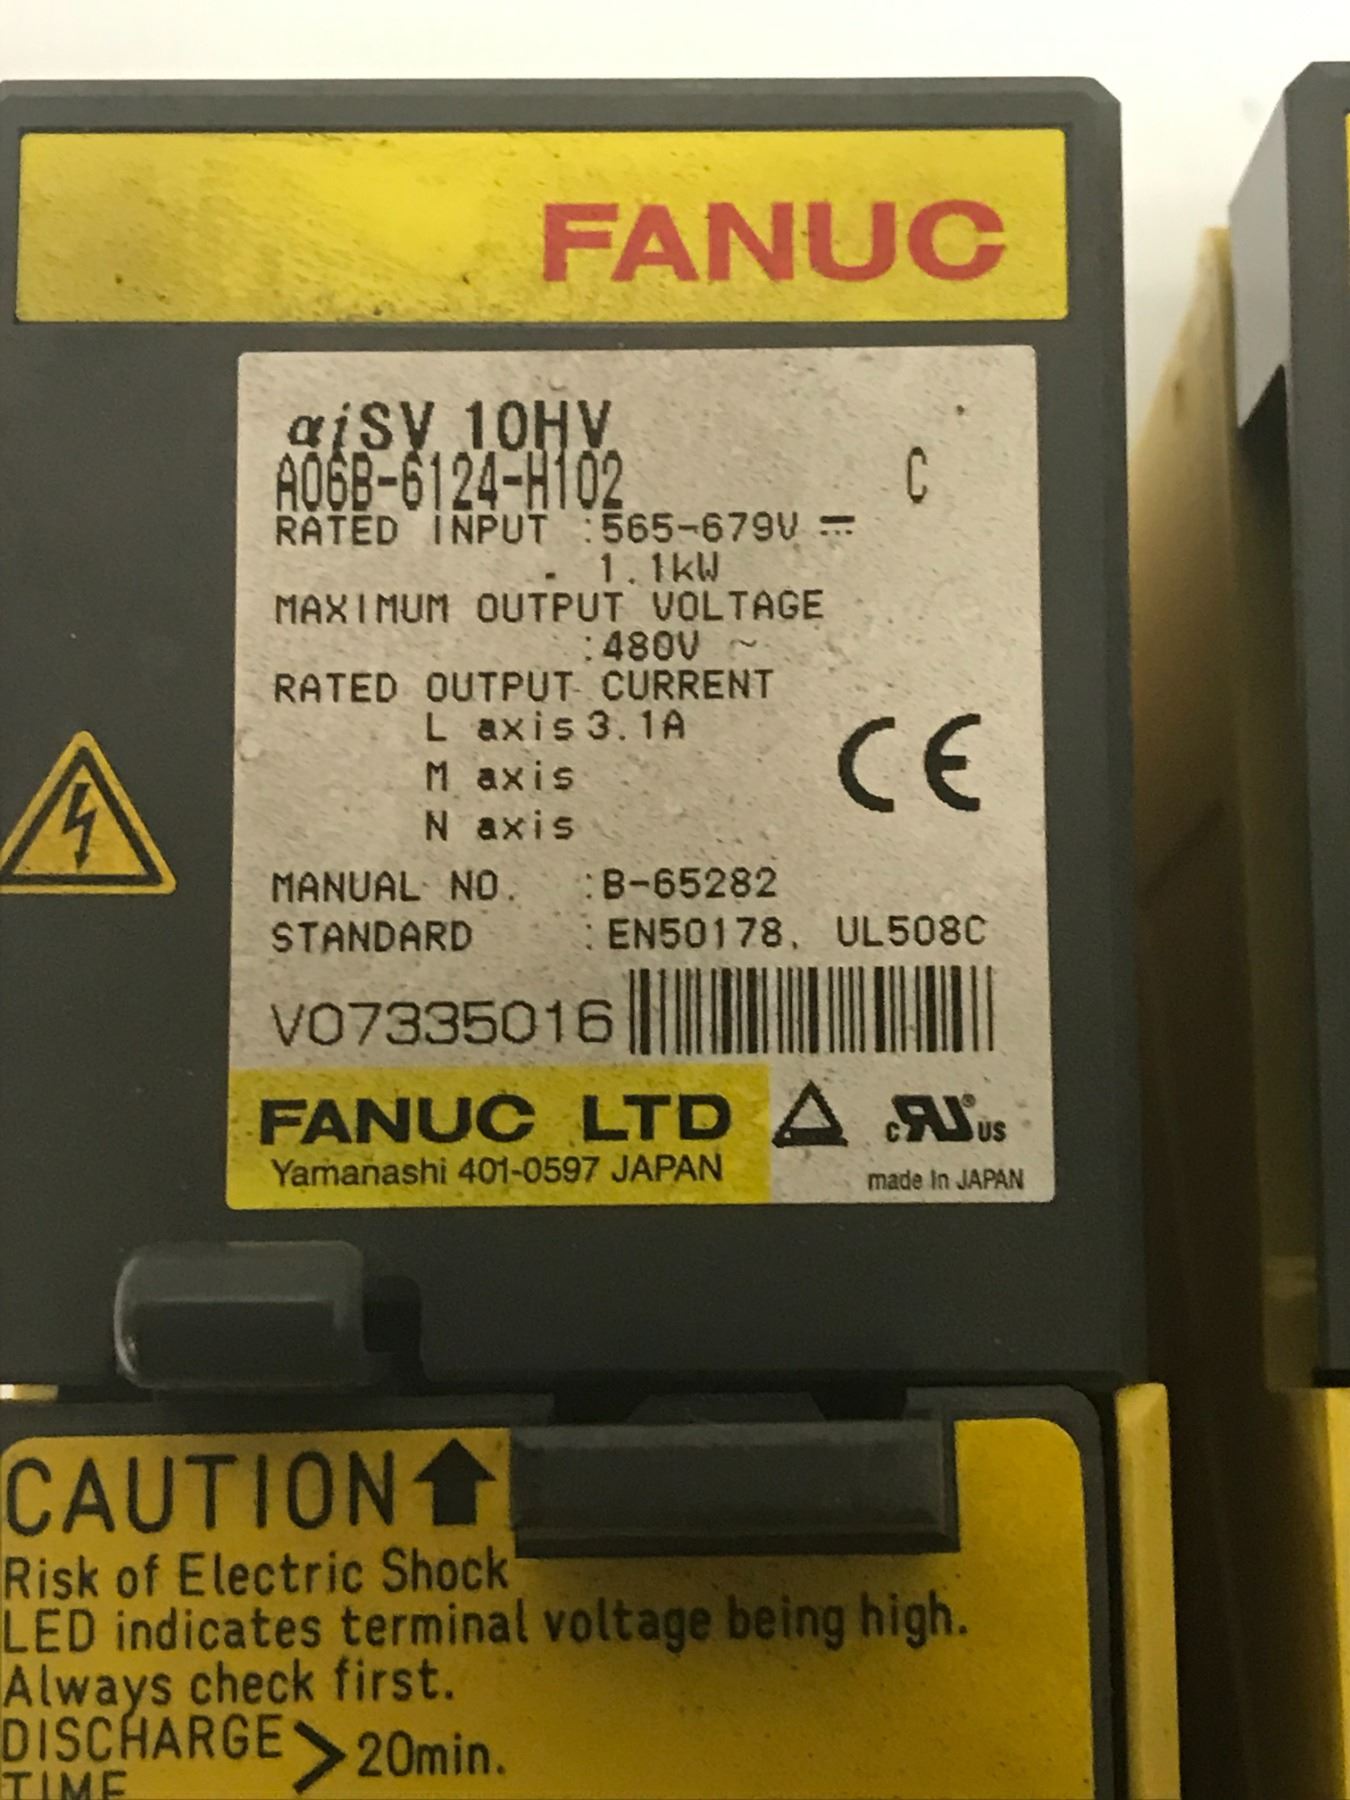 FANUC
αiSV 10HV
A06B-6124-H102 C
RATED INPUT :565-679V ⎓
1.1kW
MAXIMUM OUTPUT VOLTAGE
:480V ~
RATED OUTPUT CURRENT
L axis 3.1A
M axis
N axis
CE
MANUAL NO. :B-65282
STANDARD :EN50178, UL508C
V07335016
FANUC LTD
Yamanashi 401-0597 JAPAN
c RU ® US
made in JAPAN
CAUTION
Risk of Electric Shock
LED indicates terminal voltage being high.
Always check first.
DISCHARGE > 20min.
TIME